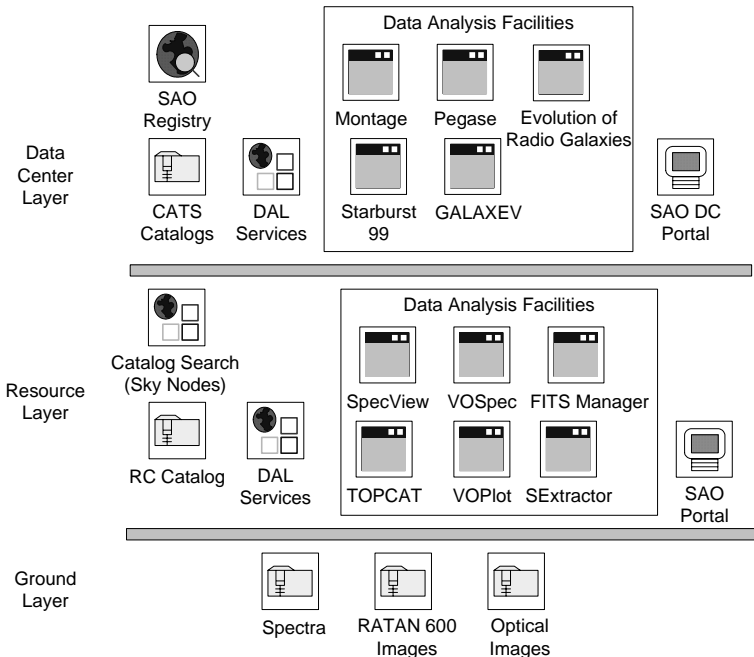 Data Analysis Facilities
SAO
Registry
Montage
Pegase
Evolution of
Radio Galaxies
Data
Center
Layer
CATS
Catalogs
DAL
Services
Starburst
99
GALAXEV
SAO DC
Portal
Data Analysis Facilities
Catalog Search
(Sky Nodes)
SpecView
VOSpec
FITS Manager
Resource
Layer
RC Catalog
DAL
Services
TOPCAT
VOPlot
SExtractor
SAO
Portal
Ground
Layer
Spectra
RATAN 600
Images
Optical
Images